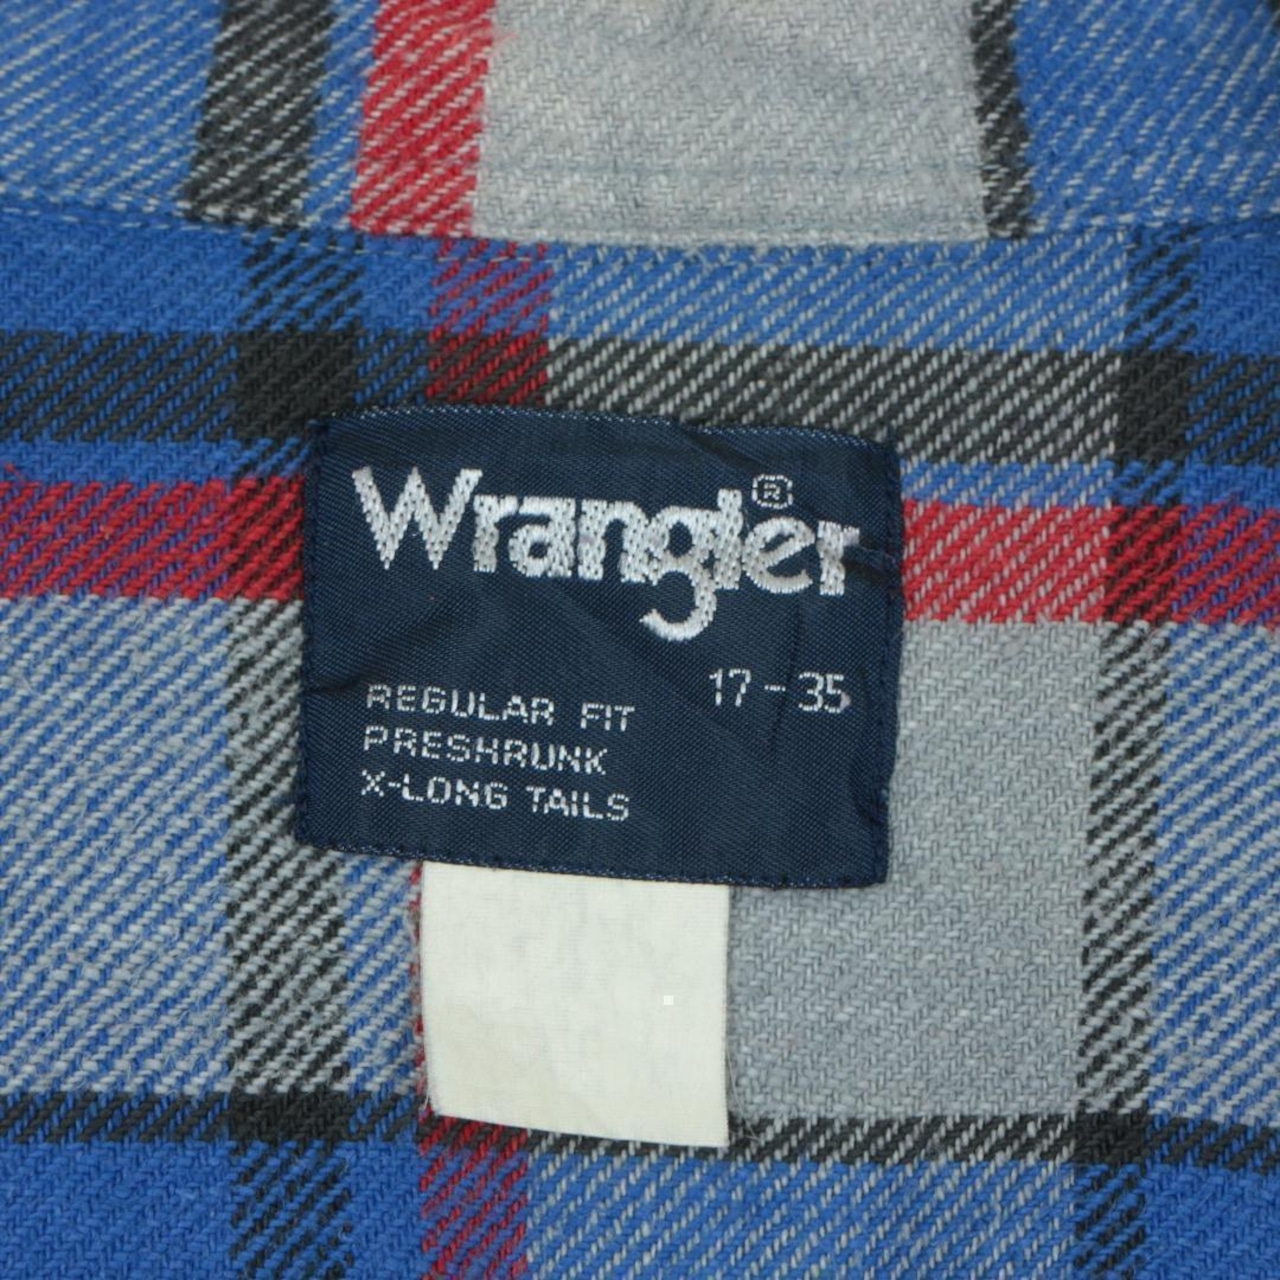 Wrangler®
17-35
REGULAR FIT
PRESHRUNK
X-LONG TAILS